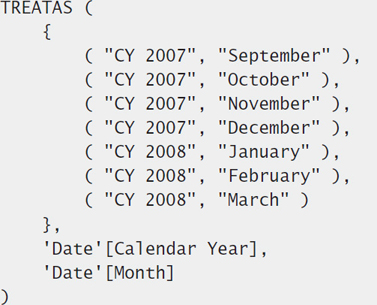 TREATAS (
    {
        ( "CY 2007", "September" ),
        ( "CY 2007", "October" ),
        ( "CY 2007", "November" ),
        ( "CY 2007", "December" ),
        ( "CY 2008", "January" ),
        ( "CY 2008", "February" ),
        ( "CY 2008", "March" )
    },
    'Date'[Calendar Year],
    'Date'[Month]
)